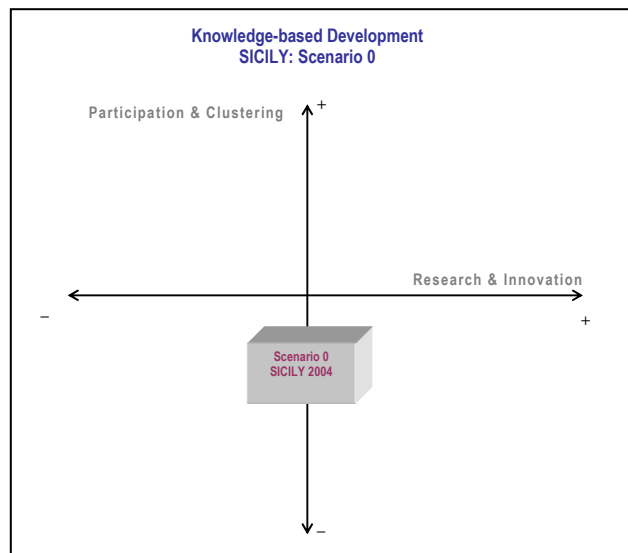 Knowledge-based Development
SICILY: Scenario 0
+
Participation & Clustering
Research & Innovation
–
+
Scenario 0
SICILY 2004
–